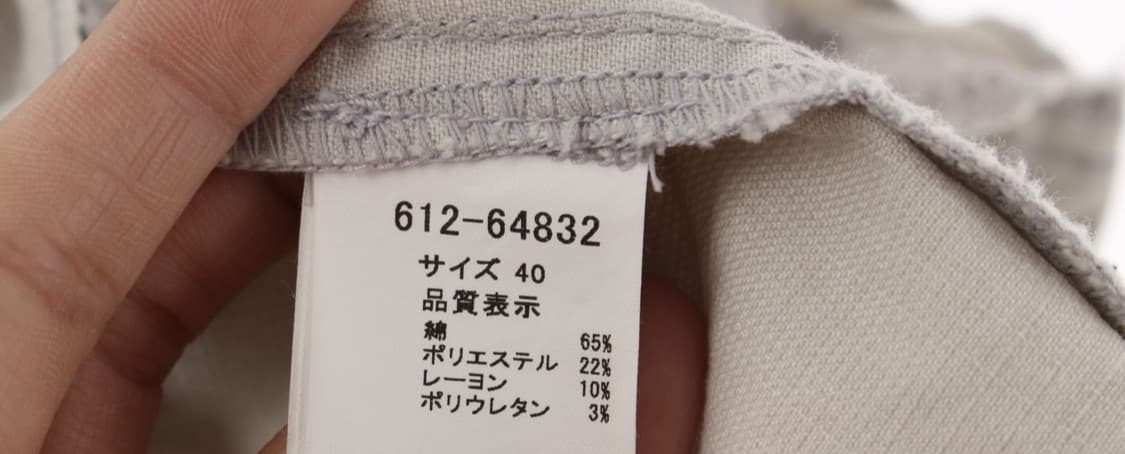 612-64832
サイズ 40
品質表示
綿 65%
ポリエステル 22%
レーヨン 10%
ポリウレタン 3%